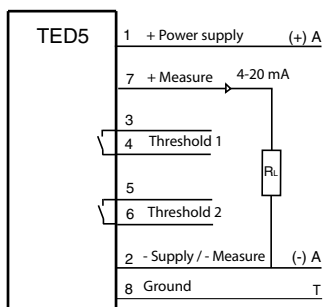 TED5
1 + Power supply (+) A
7 + Measure 4-20 mA
3
4 Threshold 1
RL
5
6 Threshold 2
2 - Supply / - Measure (-) A
8 Ground T